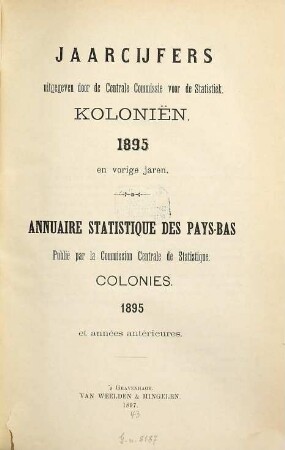 JAARCIJFERS
uitgegeven door de Centrale Commissie voor de Statistiek.
KOLONIËN.
1895
en vorige jaren.
ANNUAIRE STATISTIQUE DES PAYS-BAS
Publié par la Commission Centrale de Statistique.
COLONIES.
1895
et années antérieures.
'S GRAVENHAGE,
VAN WEELDEN & MINGELEN.
1897.